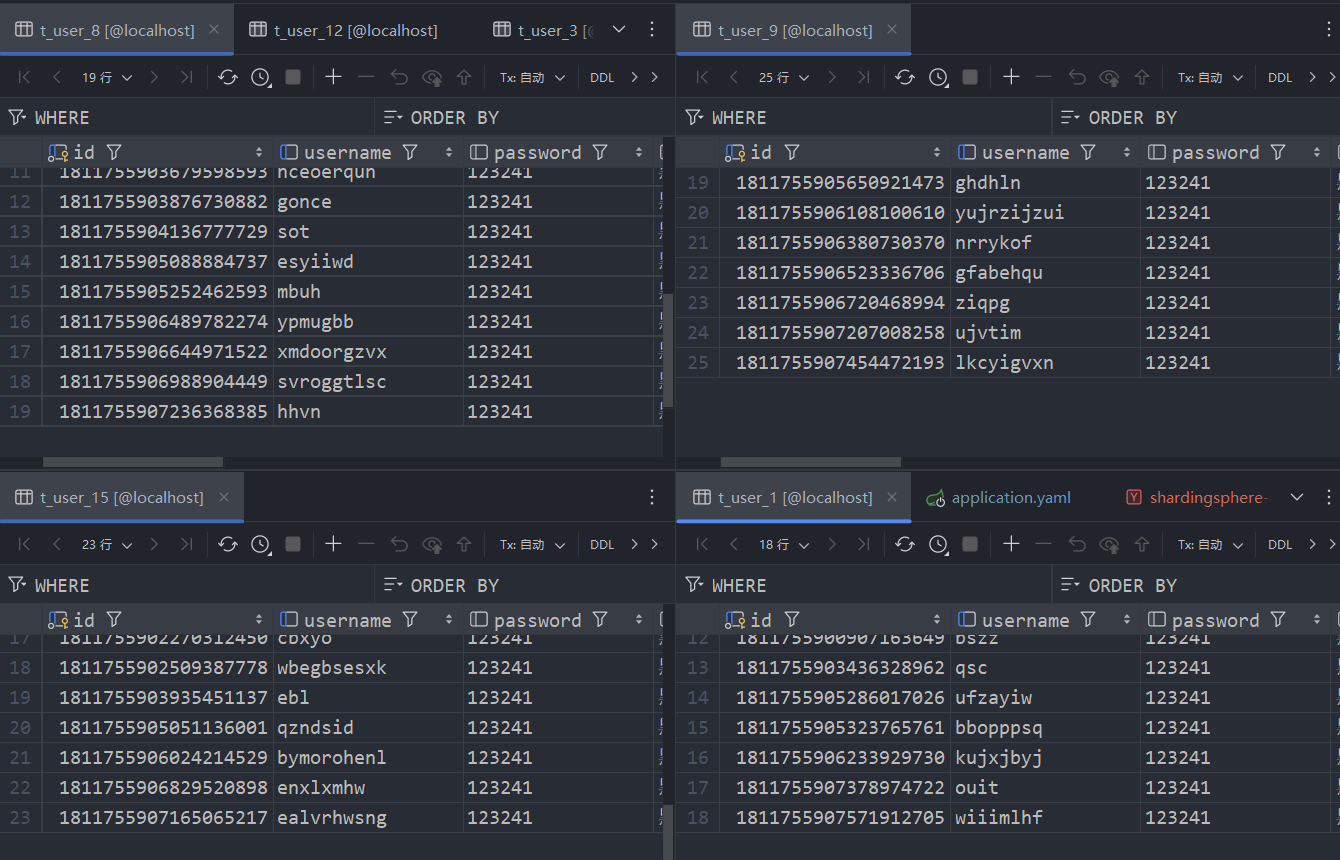 t_user_8 [@localhost] t_user_12 [@localhost] t_user_3 [
19 行 Tx: 自动 DDL
WHERE ORDER BY
id username password
11 1811755903679598593 nceoerqun 123241
12 1811755903876730882 gonce 123241
13 1811755904136777729 sot 123241
14 1811755905088884737 esyiiwd 123241
15 1811755905252462593 mbuh 123241
16 1811755906489782274 ypmugbb 123241
17 1811755906644971522 xmdoorgzvx 123241
18 1811755906988904449 svroggtlsc 123241
19 1811755907236368385 hhvn 123241
t_user_9 [@localhost]
25 行 Tx: 自动 DDL
WHERE ORDER BY
id username password
19 1811755905650921473 ghdhln 123241
20 1811755906108100610 yujrzijzui 123241
21 1811755906380730370 nrrykof 123241
22 1811755906523336706 gfabehqu 123241
23 1811755906720468994 ziqpg 123241
24 1811755907207008258 ujvtim 123241
25 1811755907454472193 lkcyigvxn 123241
t_user_15 [@localhost]
23 行 Tx: 自动 DDL
WHERE ORDER BY
id username password
17 1811755902270312450 cbxyo 123241
18 1811755902509387778 wbegbsesxk 123241
19 1811755903935451137 ebl 123241
20 1811755905051136001 qzndsid 123241
21 1811755906024214529 bymorohenl 123241
22 1811755906829520898 enxlxmhw 123241
23 1811755907165065217 ealvrhwsng 123241
t_user_1 [@localhost] application.yaml shardingsphere-
18 行 Tx: 自动 DDL
WHERE ORDER BY
id username password
12 1811755900907163649 bszz 123241
13 1811755903436328962 qsc 123241
14 1811755905286017026 ufzayiw 123241
15 1811755905323765761 bbopppsq 123241
16 1811755906233929730 kujxjbyj 123241
17 1811755907378974722 ouit 123241
18 1811755907571912705 wiiimlhf 123241